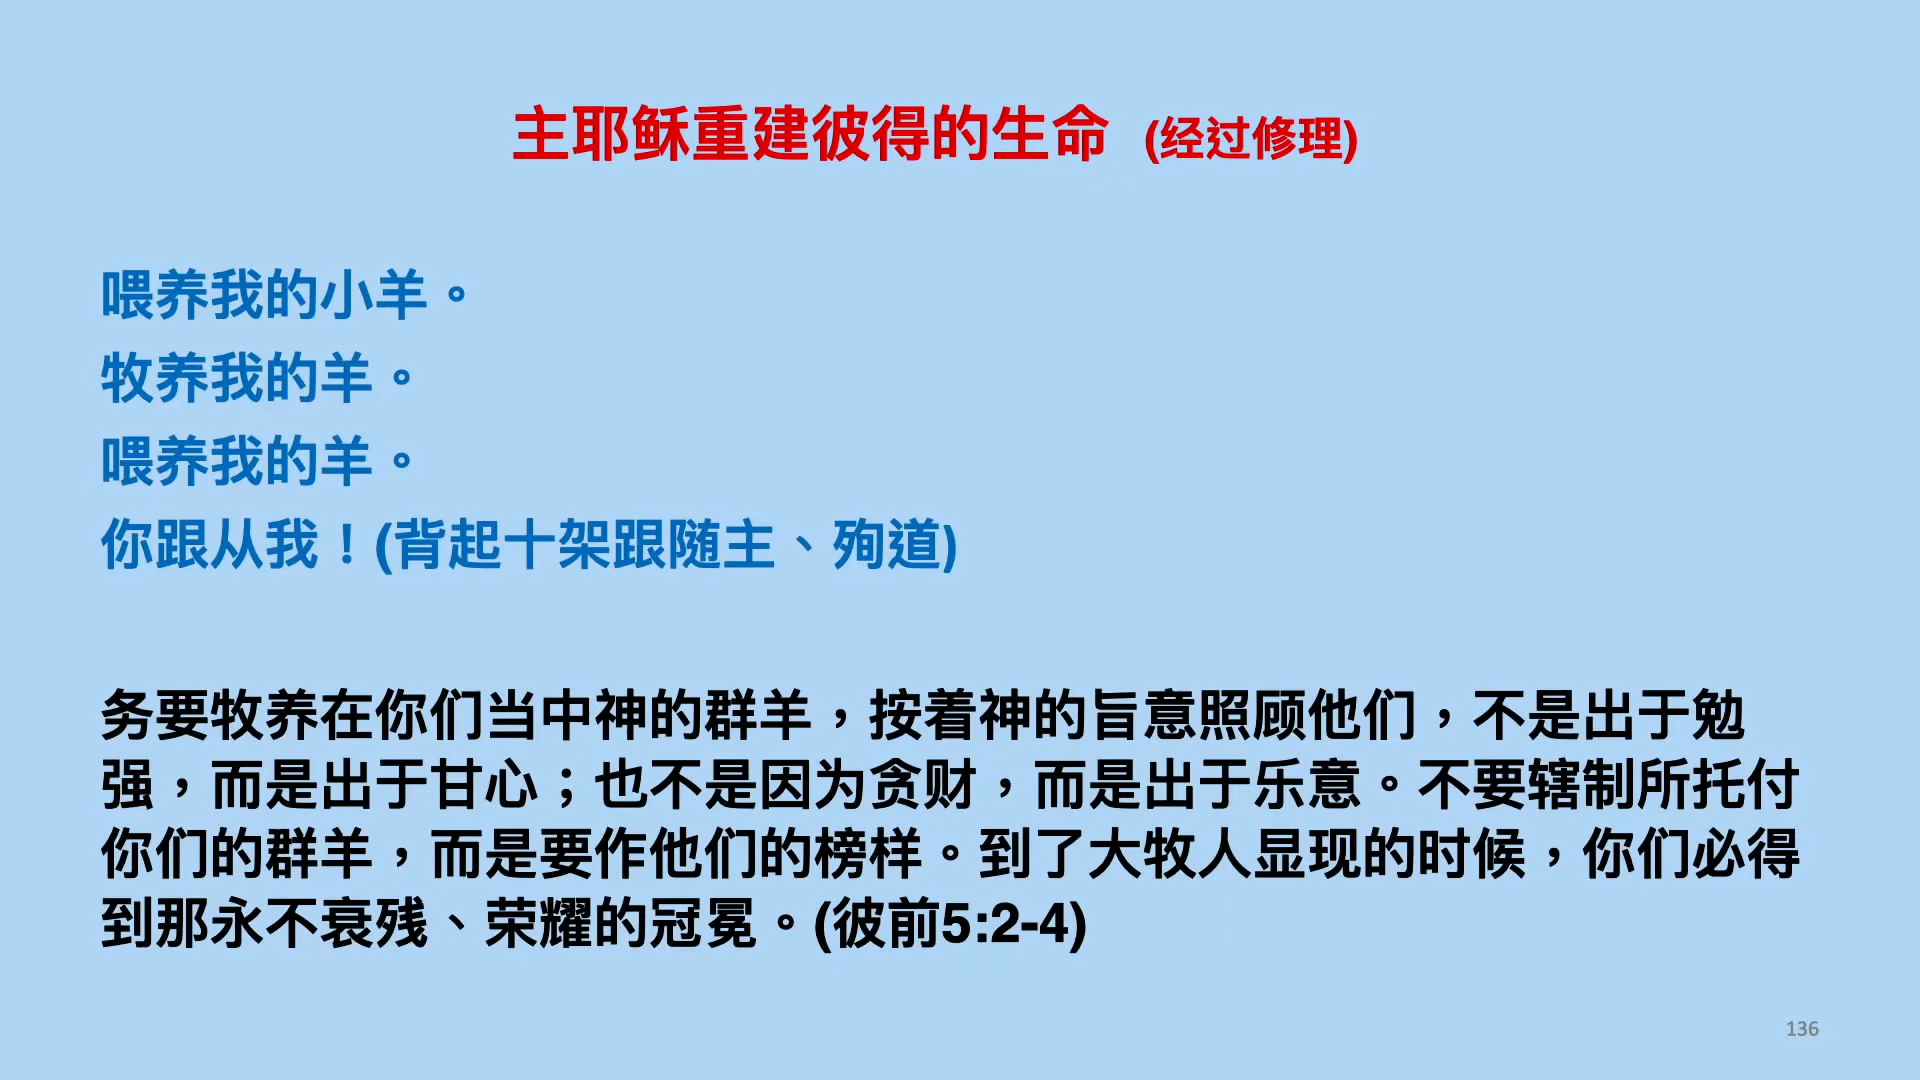 主耶稣重建彼得的生命 (经过修理)
喂养我的小羊。
牧养我的羊。
喂养我的羊。
你跟从我！(背起十架跟随主、殉道)
务要牧养在你们当中神的群羊，按着神的旨意照顾他们，不是出于勉
强，而是出于甘心；也不是因为贪财，而是出于乐意。不要辖制所托付
你们的群羊，而是要作他们的榜样。到了大牧人显现的时候，你们必得
到那永不衰残、荣耀的冠冕。(彼前5:2-4)
136